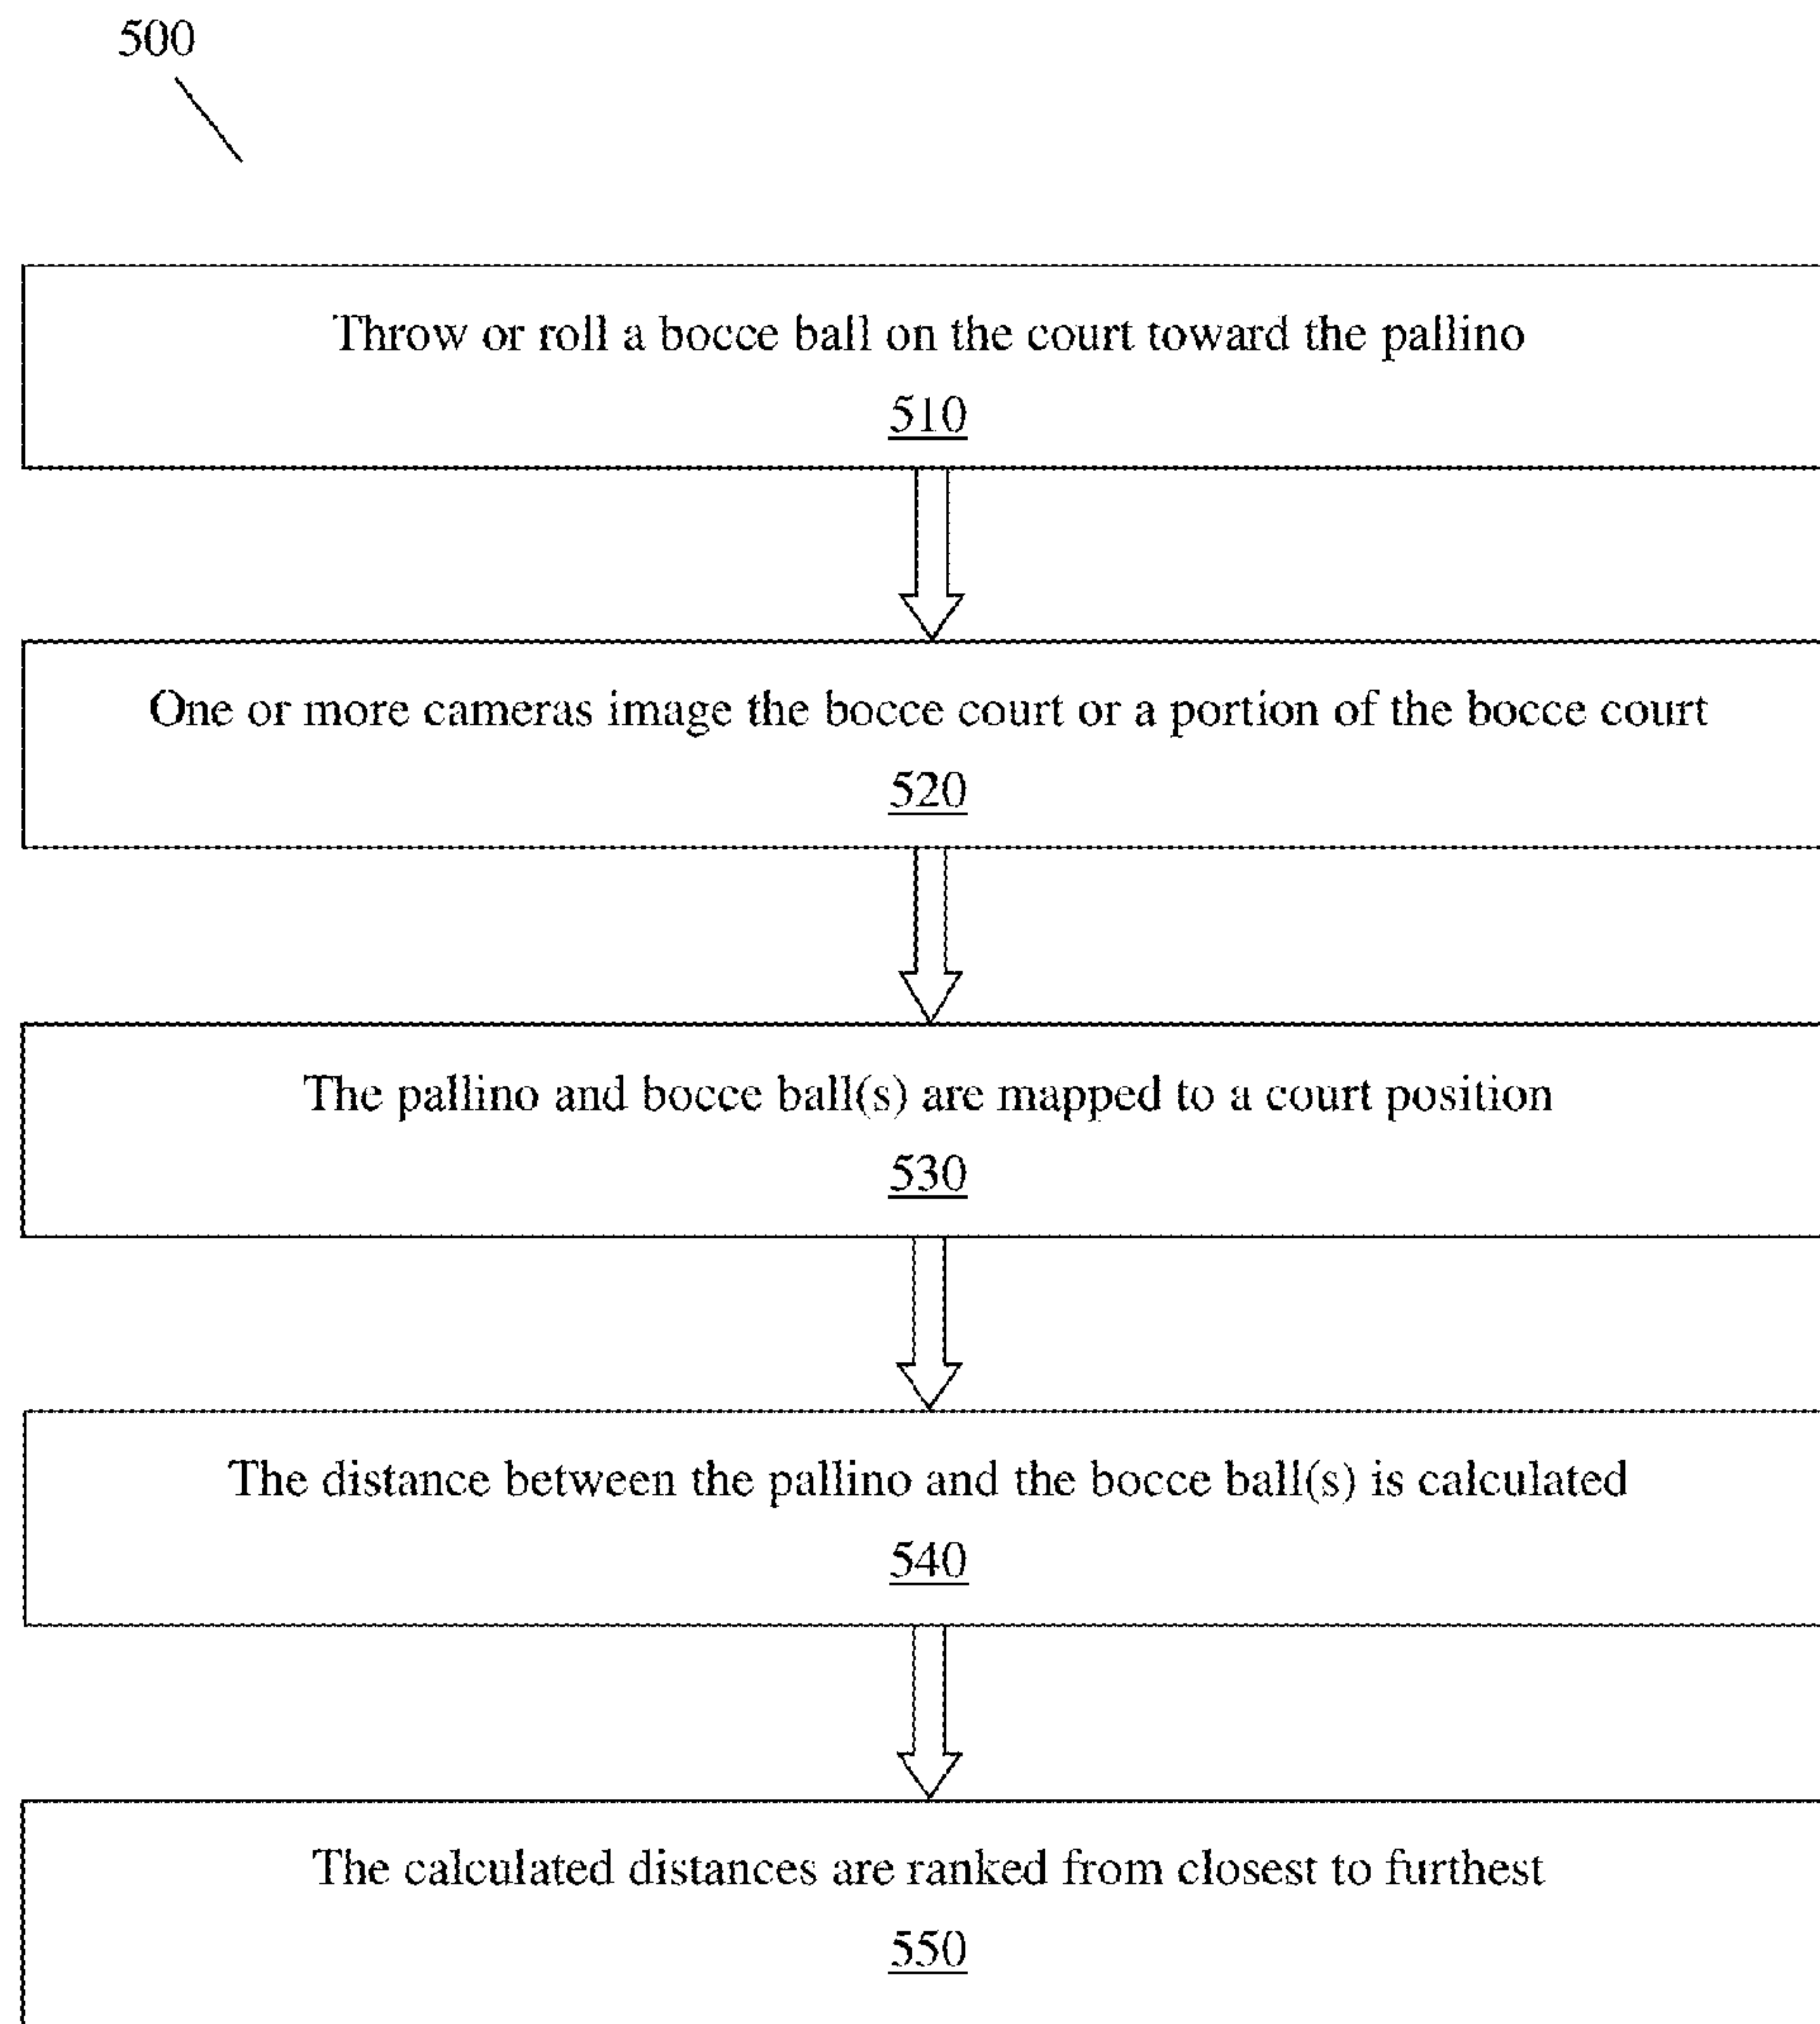 500
Throw or roll a bocce ball on the court toward the pallino
510
One or more cameras image the bocce court or a portion of the bocce court
520
The pallino and bocce ball(s) are mapped to a court position
530
The distance between the pallino and the bocce ball(s) is calculated
540
The calculated distances are ranked from closest to furthest
550